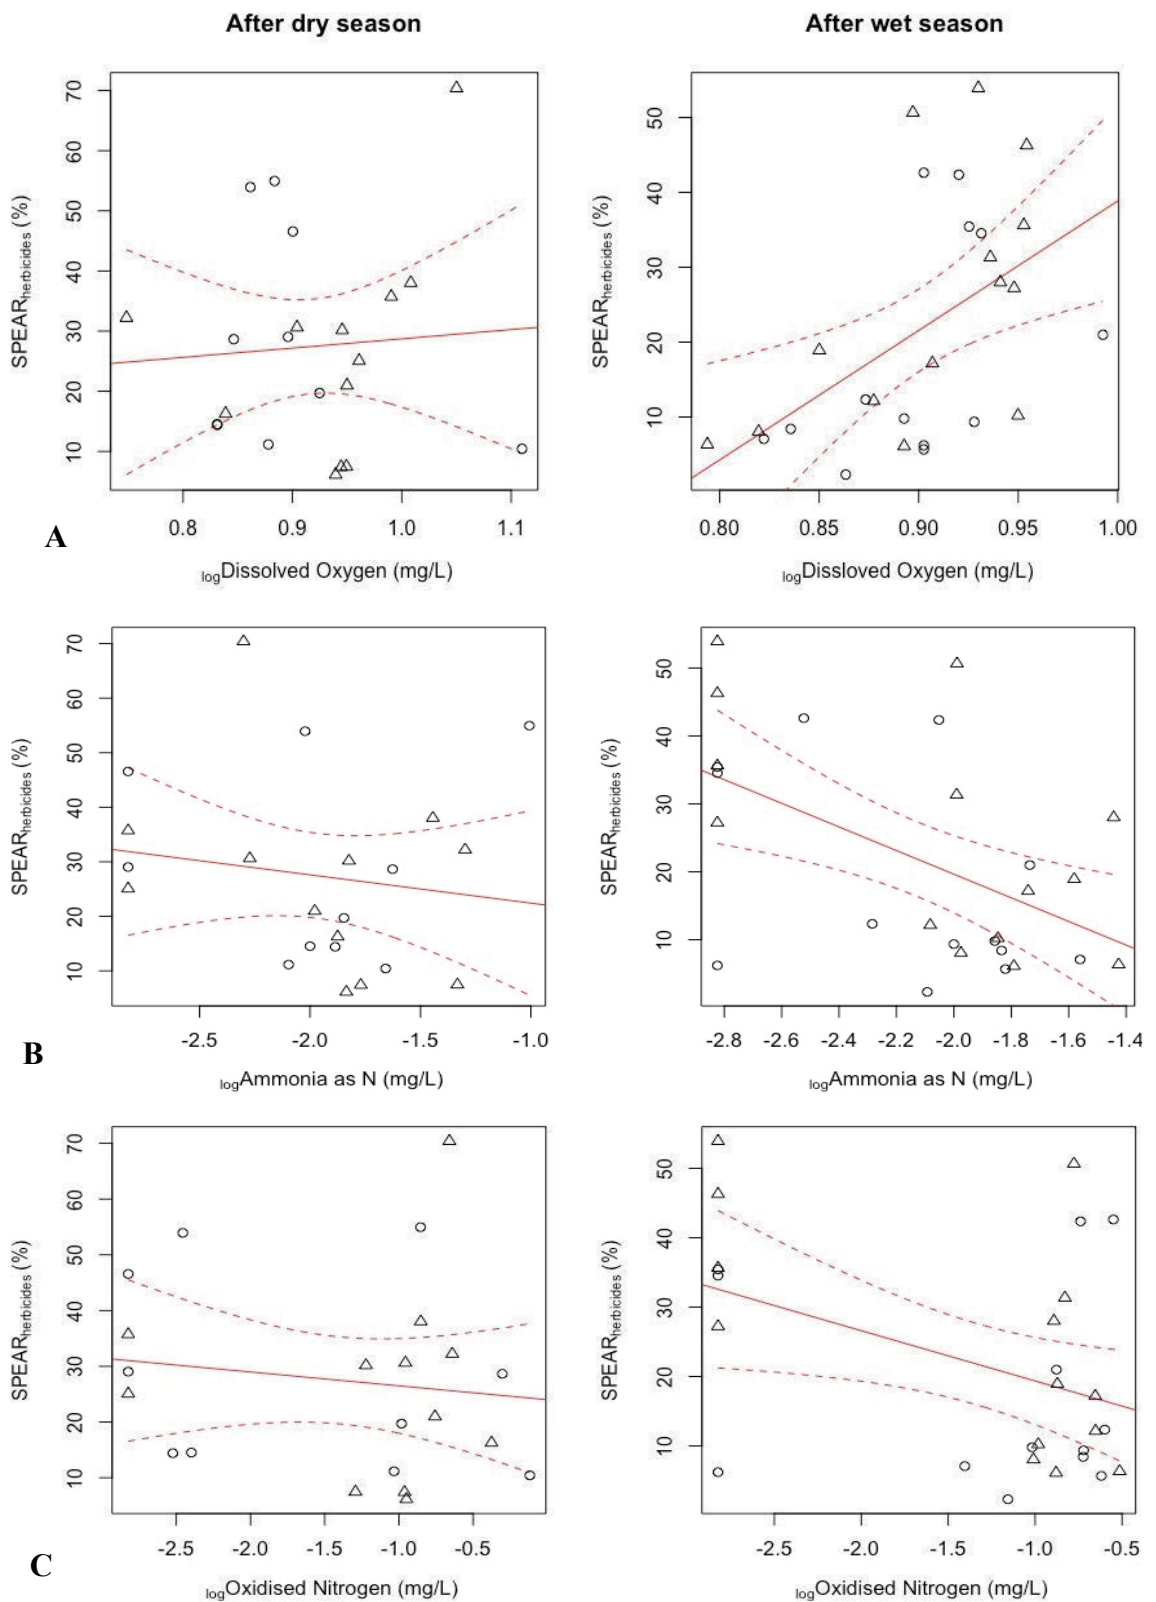 After dry season After wet season
70
60
50
40
30
20
10
SPEARherbicides (%)
0.8 0.9 1.0 1.1
logDissolved Oxygen (mg/L)
50
40
30
20
10
SPEARherbicides (%)
0.80 0.85 0.90 0.95 1.00
logDissloved Oxygen (mg/L)
A
70
60
50
40
30
20
10
SPEARherbicides (%)
-2.5 -2.0 -1.5 -1.0
logAmmonia as N (mg/L)
50
40
30
20
10
SPEARherbicides (%)
-2.8 -2.6 -2.4 -2.2 -2.0 -1.8 -1.6 -1.4
logAmmonia as N (mg/L)
B
70
60
50
40
30
20
10
SPEARherbicides (%)
-2.5 -2.0 -1.5 -1.0 -0.5
logOxidised Nitrogen (mg/L)
50
40
30
20
10
SPEARherbicides (%)
-2.5 -2.0 -1.5 -1.0 -0.5
logOxidised Nitrogen (mg/L)
C